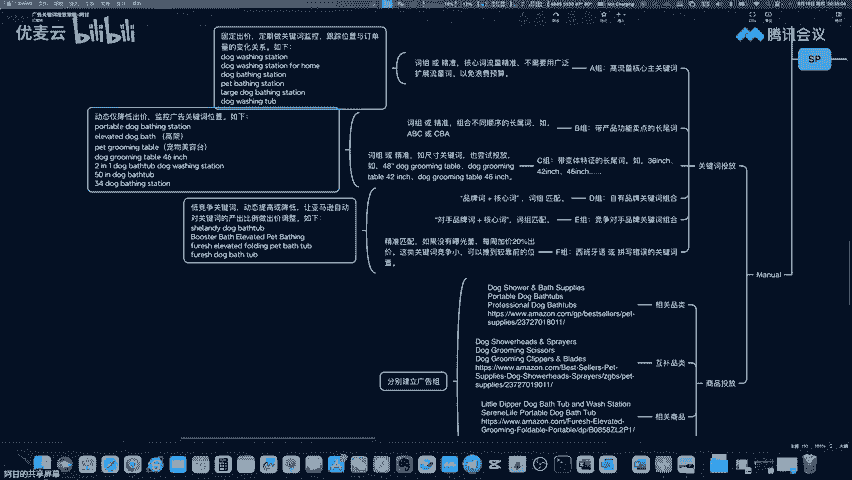 优麦云 bilibili
腾讯会议
SP
固定出价，定期做关键词监控，跟踪位置与订单
量的变化关系。如下：
dog washing station
dog washing station for home
dog bathing station
pet bathing station
large dog bathing station
dog washing tub
词组 或 精准，核心词流量精准，不需要用广泛
扩展流量词，以免浪费预算。
A组：高流量核心主关键词
动态仅降低出价，监控广告关键词位置。如下：
portable dog bathing station
elevated dog bath （高架）
pet grooming table（宠物美容台）
dog grooming table 46 inch
2 in 1 dog bathtub dog washing station
50 in dog bathtub
34 dog bathing station
词组 或 精准，组合不同顺序的长尾词，如，
ABC 或 CBA
B组：带产品功能卖点的长尾词
词组 或 精准，如尺寸关键词，也尝试投放，
如，48" dog grooming table、dog grooming
table 42 inch、dog grooming table 46 inch。
C组：带变体特征的长尾词，如，36inch、
42inch、46inch......
关键词投放
低竞争关键词，动态提高或降低，让亚马逊自动
对关键词的产出比例做出价调整。如下：
shelandy dog bathtub
Booster Bath Elevated Pet Bathing
furesh elevated folding pet bath tub
furesh dog bath tub
"品牌词 + 核心词"，词组 匹配。
D组：自有品牌关键词组合
"对手品牌词 + 核心词"，词组匹配。
E组：竞争对手品牌关键词组合
精准匹配，如果没有曝光量，每周加价20%出
价，这类关键词竞争小，可以推到较靠前的位
置。
F组：西班牙语 或 拼写错误的关键词
Manual
Dog Shower & Bath Supplies
Portable Dog Bathtubs
Professional Dog Bathtubs
https://www.amazon.com/gp/bestsellers/pet-
supplies/23727018011/
相关品类
Dog Showerheads & Sprayers
Dog Grooming Scissors
Dog Grooming Clippers & Blades
https://www.amazon.com/Best-Sellers-Pet-
Supplies-Dog-Showerheads-Sprayers/zgbs/pet-
supplies/23727019011/
互补品类
分别建立广告组
商品投放
Little Dipper Dog Bath Tub and Wash Station
SereneLife Portable Dog Bath Tub
https://www.amazon.com/Furesh-Elevated-
Grooming-Foldable-Portable/dp/B0858ZL2P1/
相关商品
阿甘的共享屏幕